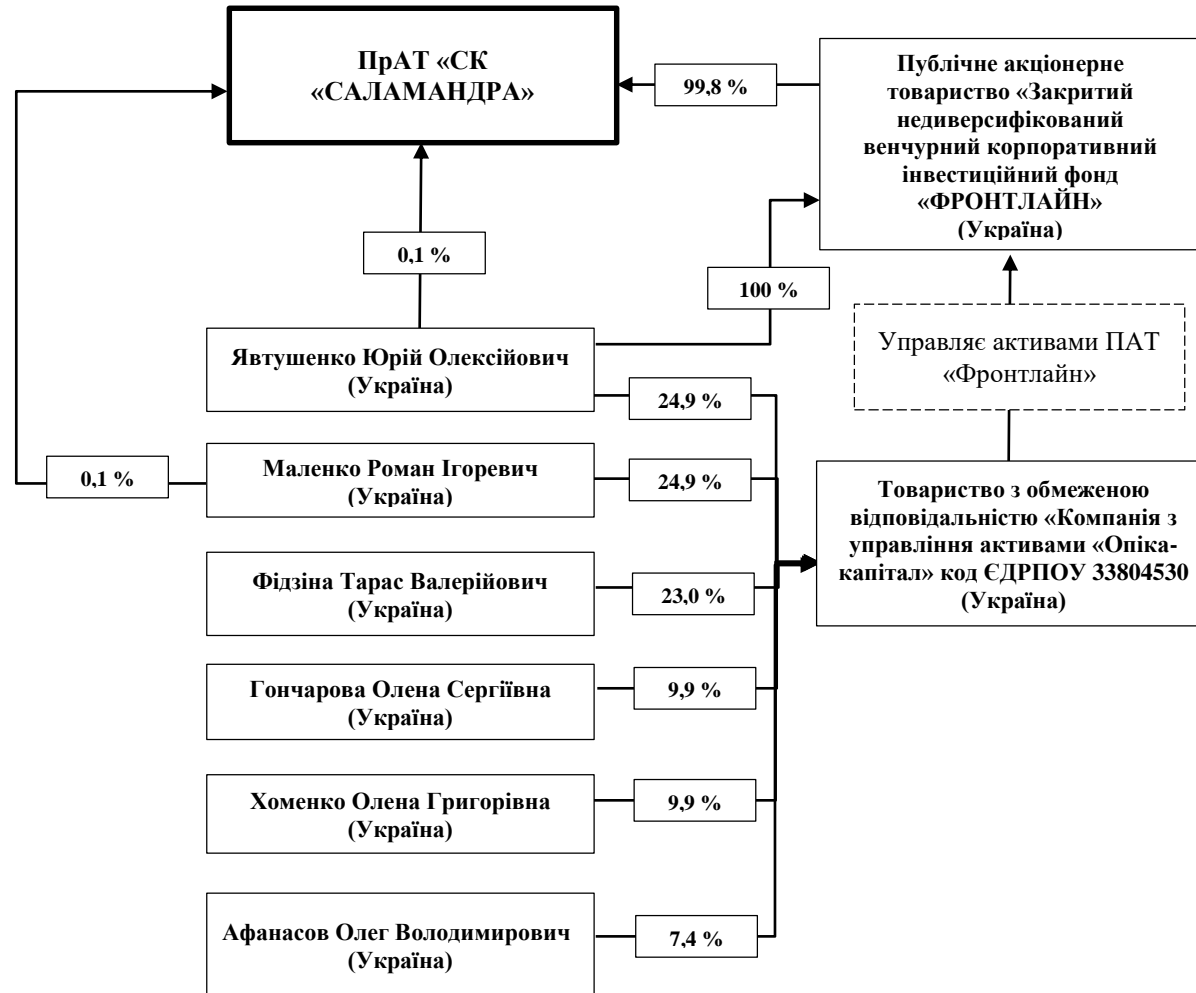 ПрАТ «СК
«САЛАМАНДРА»
99,8 %
Публічне акціонерне
товариство «Закритий
недиверсифікований
венчурний корпоративний
інвестиційний фонд
«ФРОНТЛАЙН»
(Україна)
0,1 %
100 %
Явтушенко Юрій Олексійович
(Україна)
24,9 %
Управляє активами ПАТ
«Фронтлайн»
0,1 %
Маленко Роман Ігоревич
(Україна)
24,9 %
Товариство з обмеженою
відповідальністю «Компанія з
управління активами «Опіка-
капітал» код ЄДРПОУ 33804530
(Україна)
Фідзіна Тарас Валерійович
(Україна)
23,0 %
Гончарова Олена Сергіївна
(Україна)
9,9 %
Хоменко Олена Григорівна
(Україна)
9,9 %
Афанасов Олег Володимирович
(Україна)
7,4 %